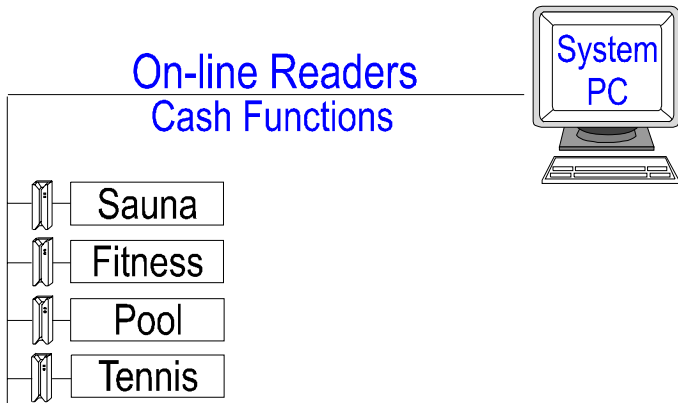 On-line Readers
Cash Functions
System
PC
Sauna
Fitness
Pool
Tennis